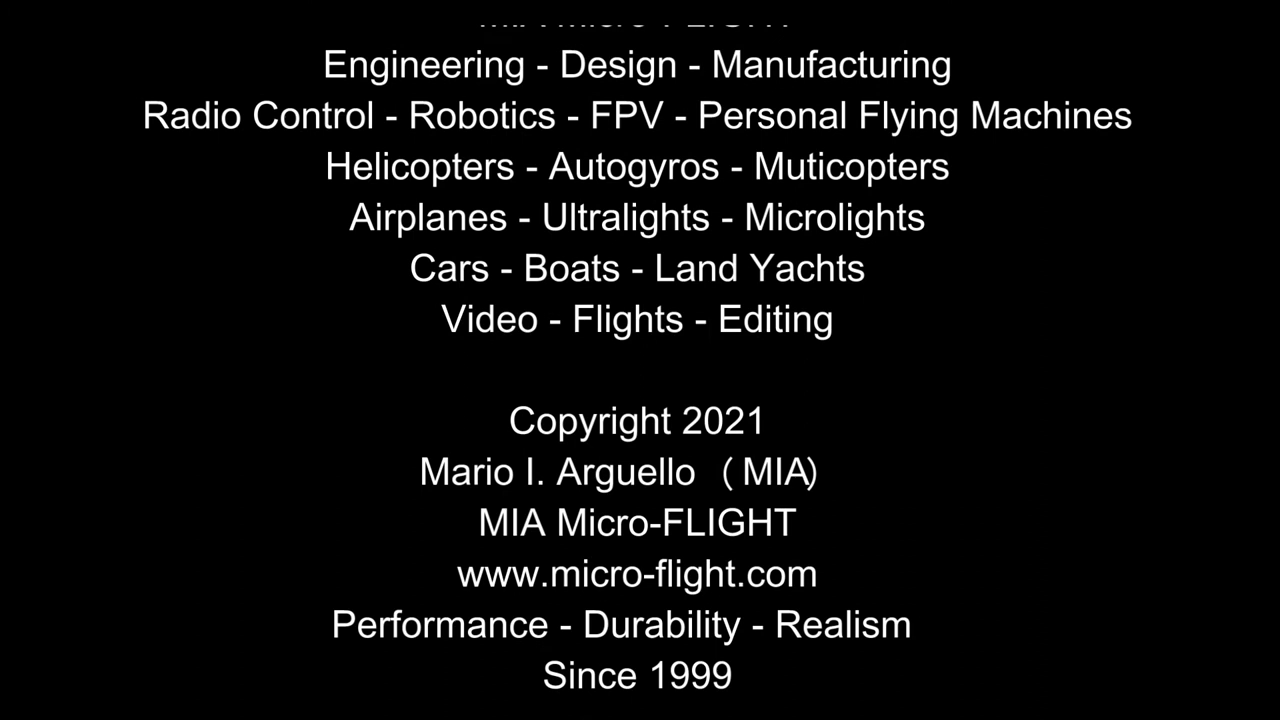 Engineering - Design - Manufacturing
Radio Control - Robotics - FPV - Personal Flying Machines
Helicopters - Autogyros - Muticopters
Airplanes - Ultralights - Microlights
Cars - Boats - Land Yachts
Video - Flights - Editing
Copyright 2021
Mario I. Arguello ( MIA)
MIA Micro-FLIGHT
www.micro-flight.com
Performance - Durability - Realism
Since 1999